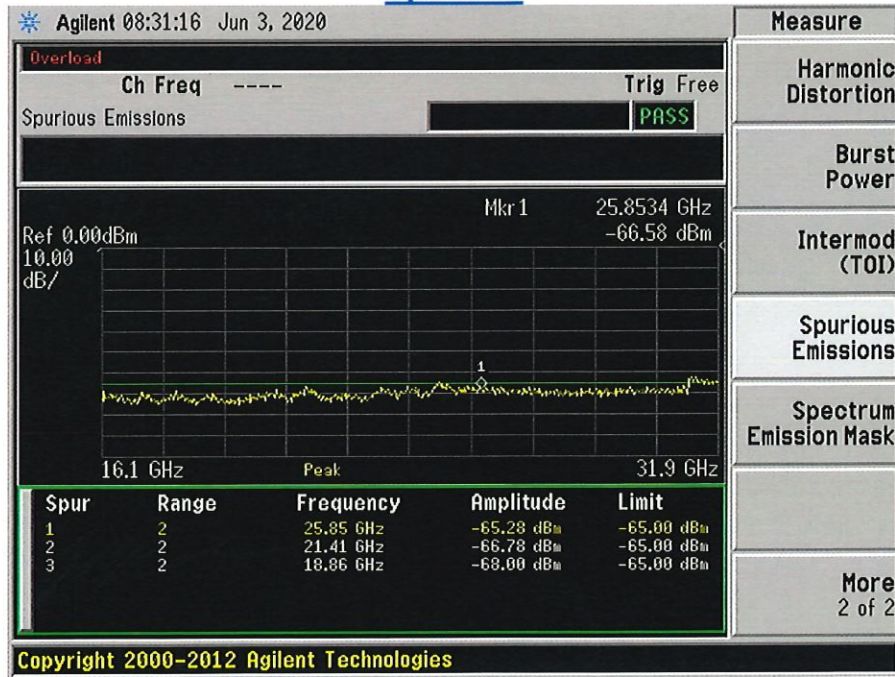 Agilent 08:31:16 Jun 3, 2020
Measure
Overload
Ch Freq ----
Trig Free
Spurious Emissions
PASS
Mkr1 25.8534 GHz
-66.58 dBm
Ref 0.00dBm
10.00
dB/
1
16.1 GHz Peak 31.9 GHz
Spur Range Frequency Amplitude Limit
1 2 25.85 GHz -65.28 dBm -65.00 dBm
2 2 21.41 GHz -66.78 dBm -65.00 dBm
3 2 18.86 GHz -68.00 dBm -65.00 dBm
Harmonic
Distortion
Burst
Power
Intermod
(TOI)
Spurious
Emissions
Spectrum
Emission Mask
More
2 of 2
Copyright 2000-2012 Agilent Technologies